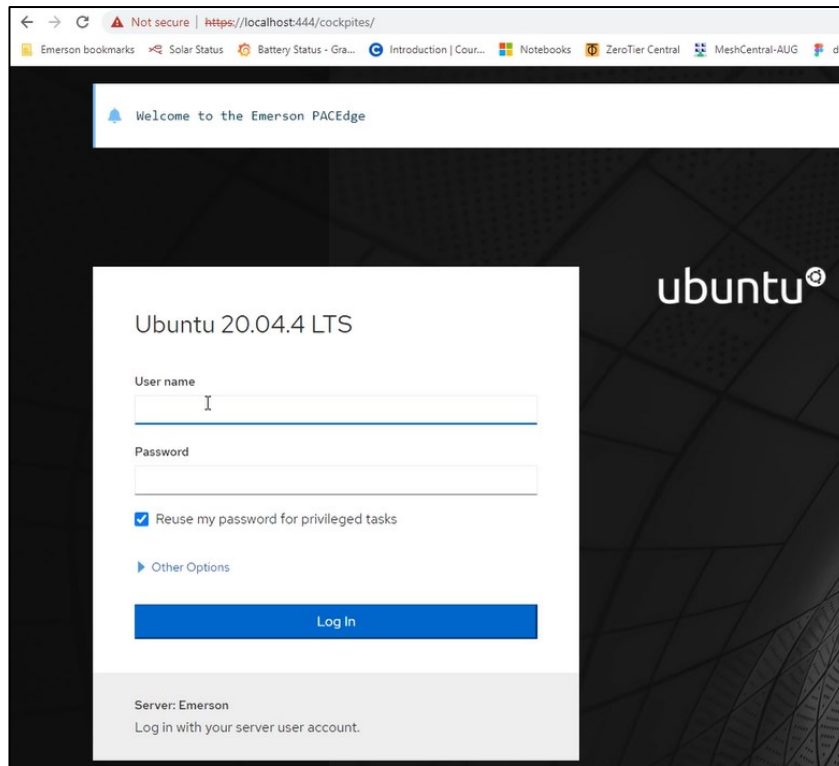 Not secure | https://localhost:444/cockpites/
Emerson bookmarks Solar Status Battery Status - Gra... Introduction | Cour... Notebooks ZeroTier Central MeshCentral-AUG d
Welcome to the Emerson PACEdge
ubuntu
Ubuntu 20.04.4 LTS
User name
Password
Reuse my password for privileged tasks
Other Options
Log In
Server: Emerson
Log in with your server user account.